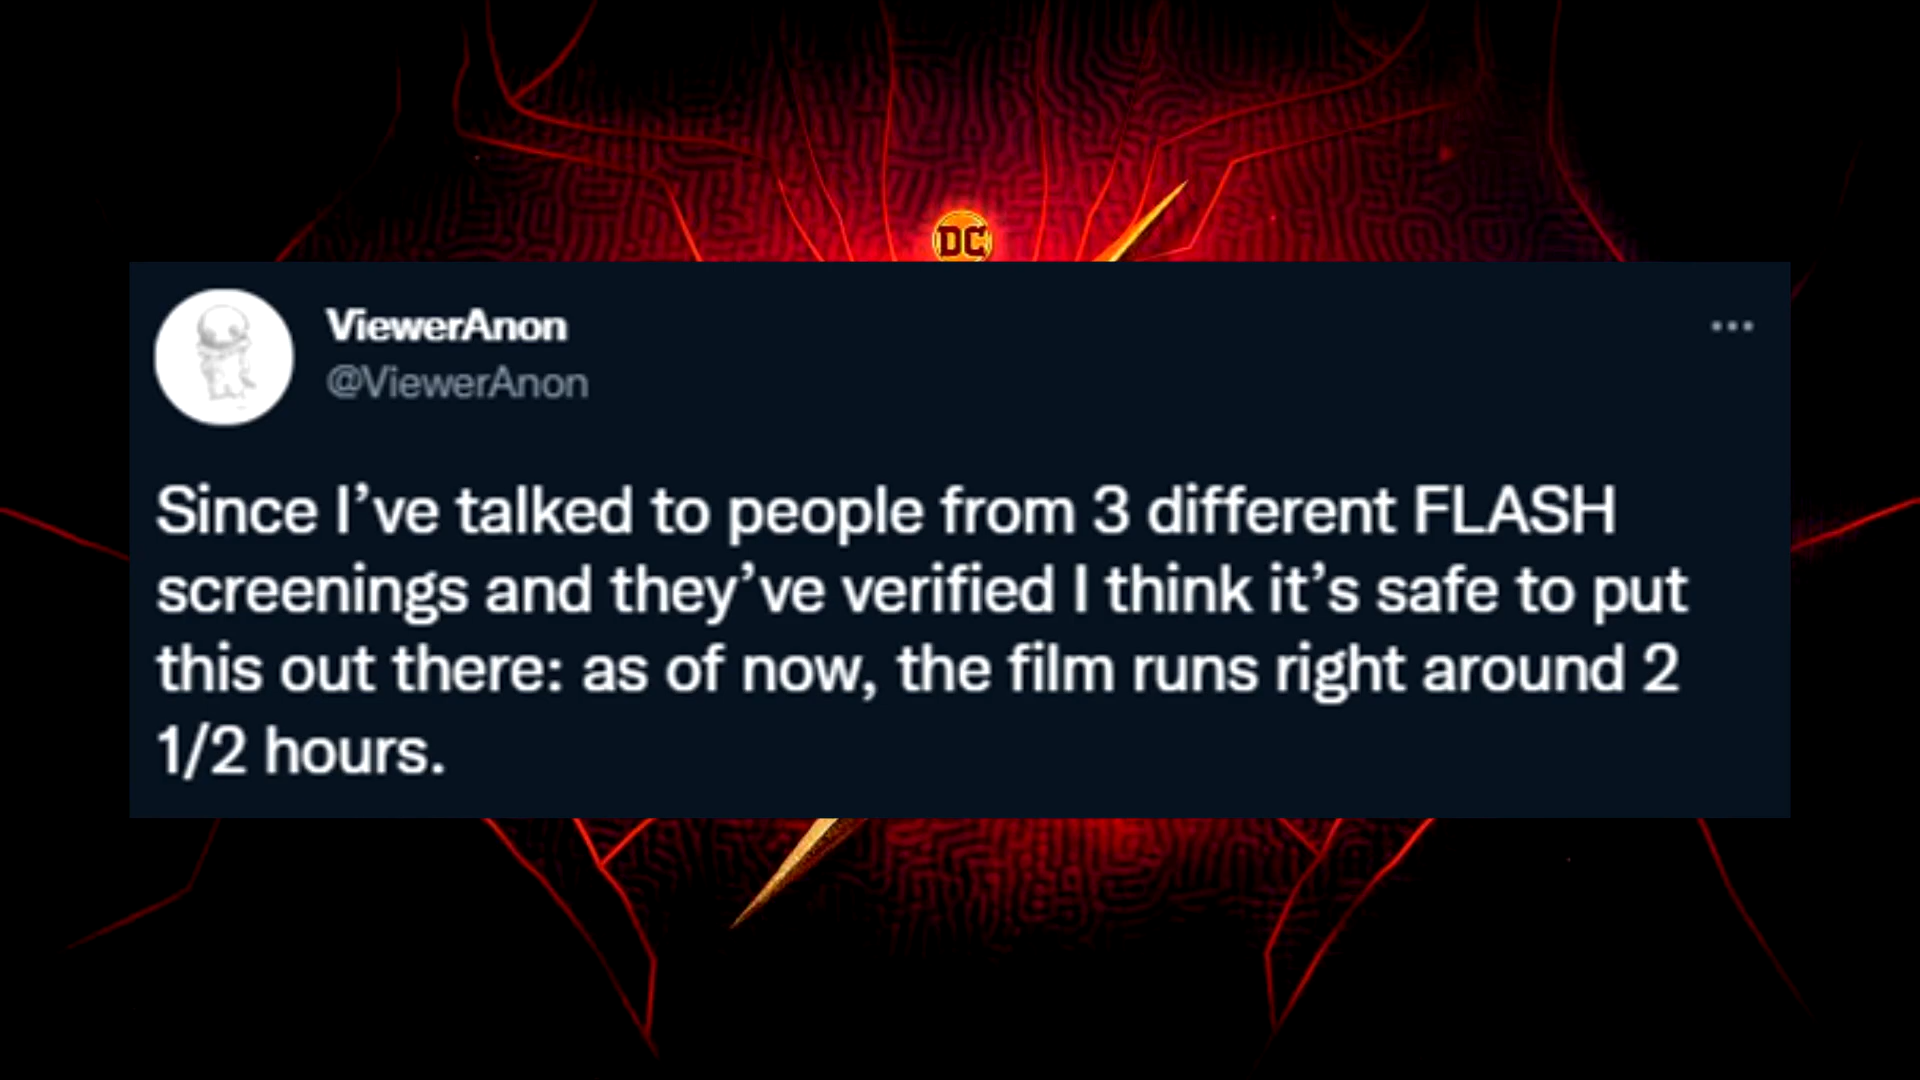 DC
ViewerAnon
@ViewerAnon
Since I’ve talked to people from 3 different FLASH
screenings and they’ve verified I think it’s safe to put
this out there: as of now, the film runs right around 2
1/2 hours.